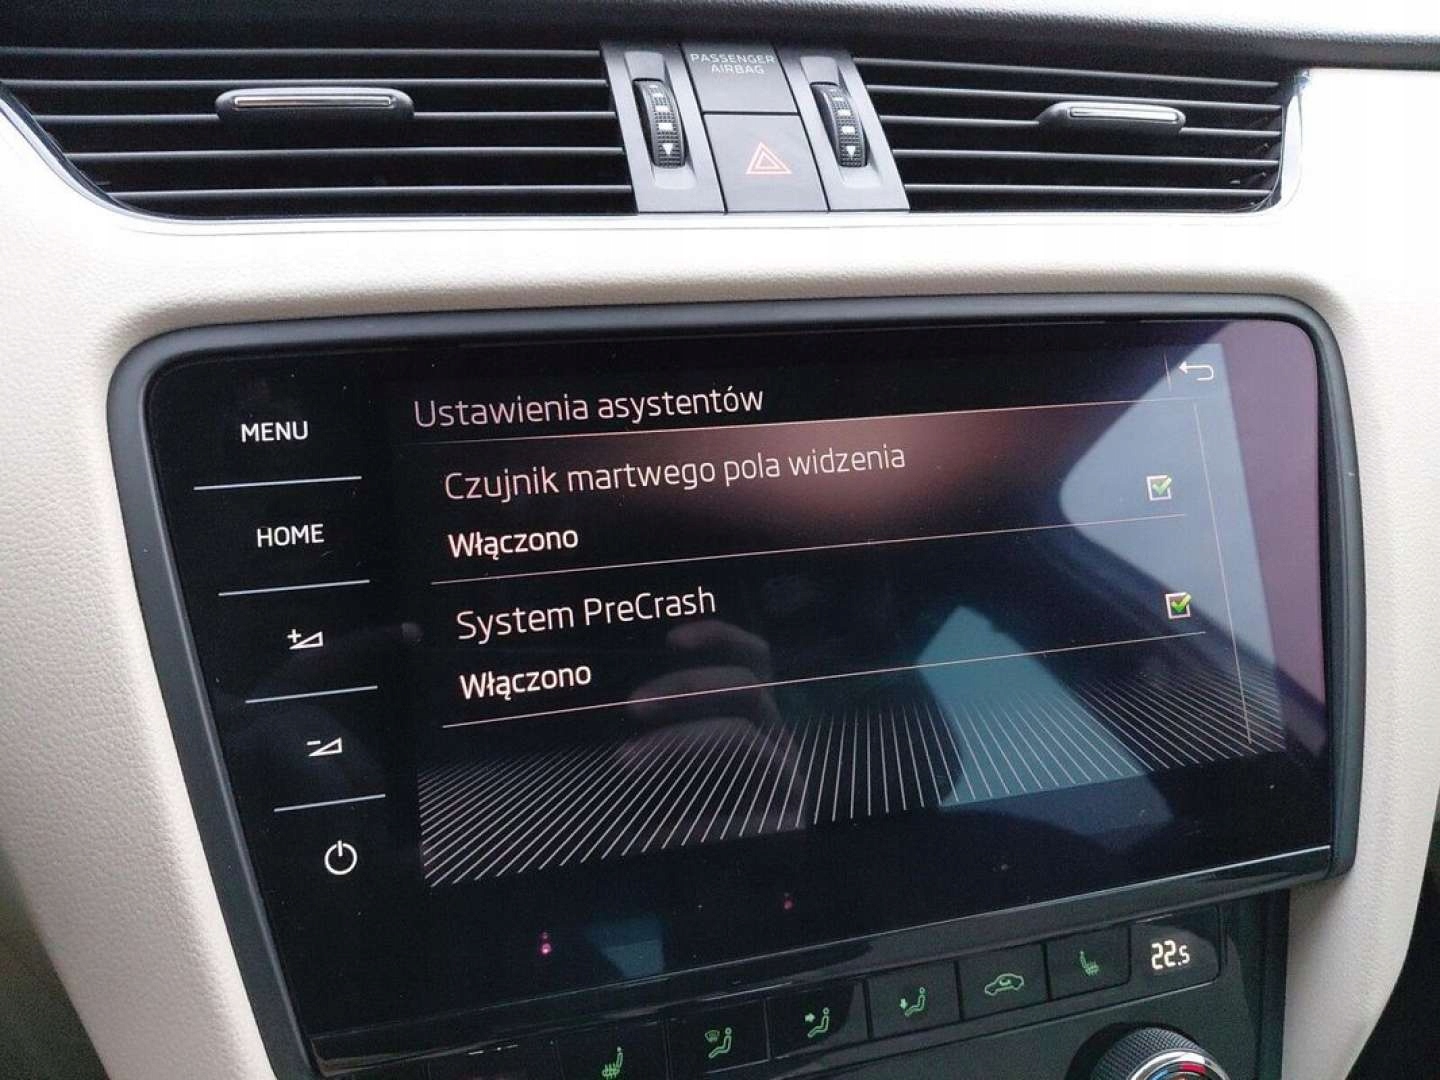 PASSENGER
AIRBAG
MENU
HOME
Ustawienia asystentów
Czujnik martwego pola widzenia
Włączono
System PreCrash
Włączono
22.5